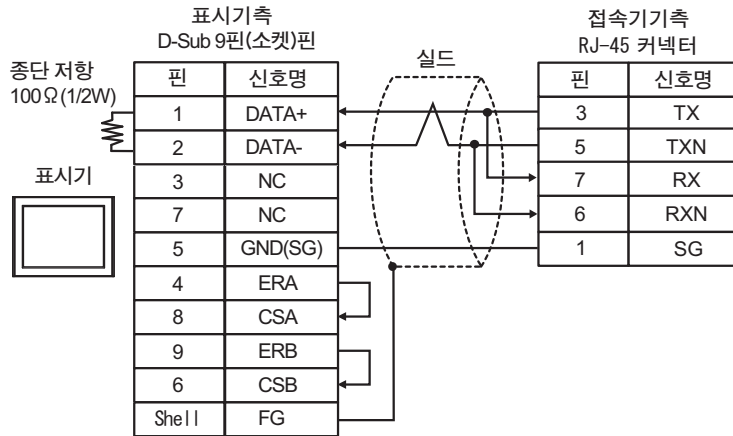 표시기측
D-Sub 9핀(소켓)핀
접속기기측
RJ-45 커넥터
실드
종단 저항
100Ω(1/2W)
표시기
핀 신호명
1 DATA+
2 DATA-
3 NC
7 NC
5 GND(SG)
4 ERA
8 CSA
9 ERB
6 CSB
Shell FG
핀 신호명
3 TX
5 TXN
7 RX
6 RXN
1 SG